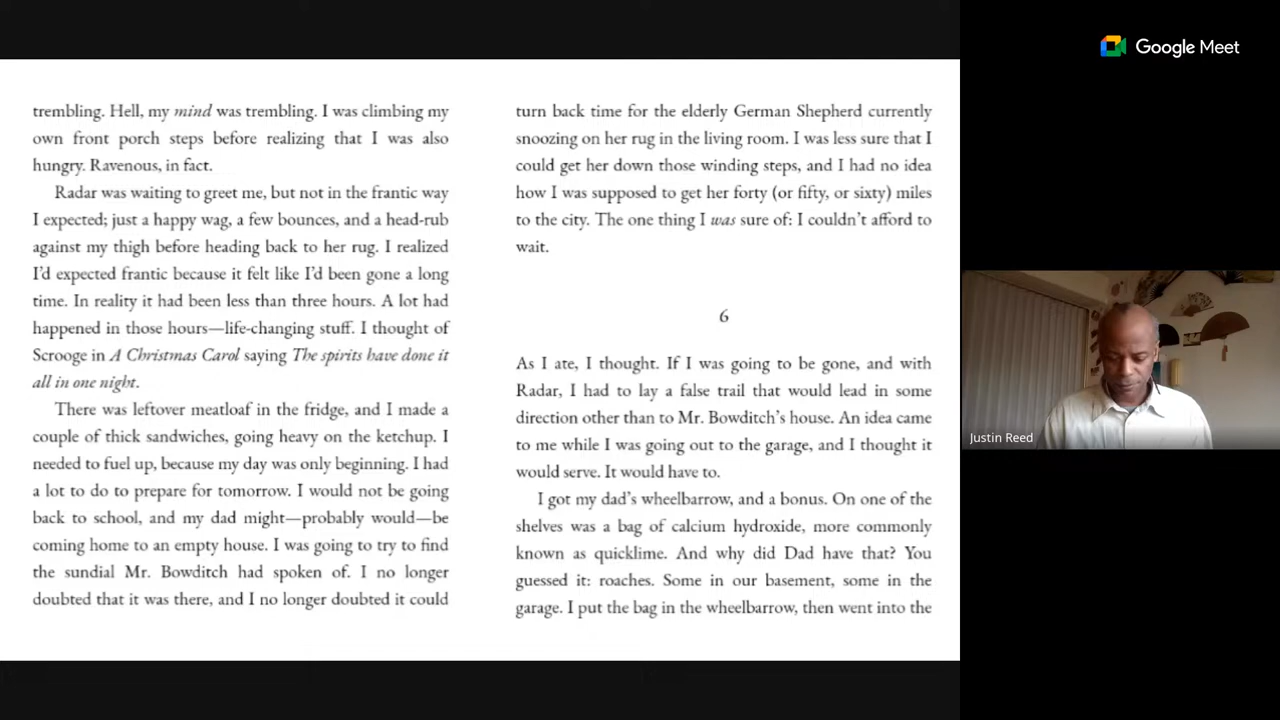 trembling. Hell, my mind was trembling. I was climbing my
own front porch steps before realizing that I was also
hungry. Ravenous, in fact.
Radar was waiting to greet me, but not in the frantic way
I expected; just a happy wag, a few bounces, and a head-rub
against my thigh before heading back to her rug. I realized
I'd expected frantic because it felt like I'd been gone a long
time. In reality it had been less than three hours. A lot had
happened in those hours—life-changing stuff. I thought of
Scrooge in A Christmas Carol saying The spirits have done it
all in one night.
There was leftover meatloaf in the fridge, and I made a
couple of thick sandwiches, going heavy on the ketchup. I
needed to fuel up, because my day was only beginning. I had
a lot to do to prepare for tomorrow. I would not be going
back to school, and my dad might—probably would—be
coming home to an empty house. I was going to try to find
the sundial Mr. Bowditch had spoken of. I no longer
doubted that it was there, and I no longer doubted it could
turn back time for the elderly German Shepherd currently
snoozing on her rug in the living room. I was less sure that I
could get her down those winding steps, and I had no idea
how I was supposed to get her forty (or fifty, or sixty) miles
to the city. The one thing I was sure of: I couldn't afford to
wait.
6
As I ate, I thought. If I was going to be gone, and with
Radar, I had to lay a false trail that would lead in some
direction other than to Mr. Bowditch's house. An idea came
to me while I was going out to the garage, and I thought it
would serve. It would have to.
I got my dad's wheelbarrow, and a bonus. On one of the
shelves was a bag of calcium hydroxide, more commonly
known as quicklime. And why did Dad have that? You
guessed it: roaches. Some in our basement, some in the
garage. I put the bag in the wheelbarrow, then went into the
Google Meet
Justin Reed